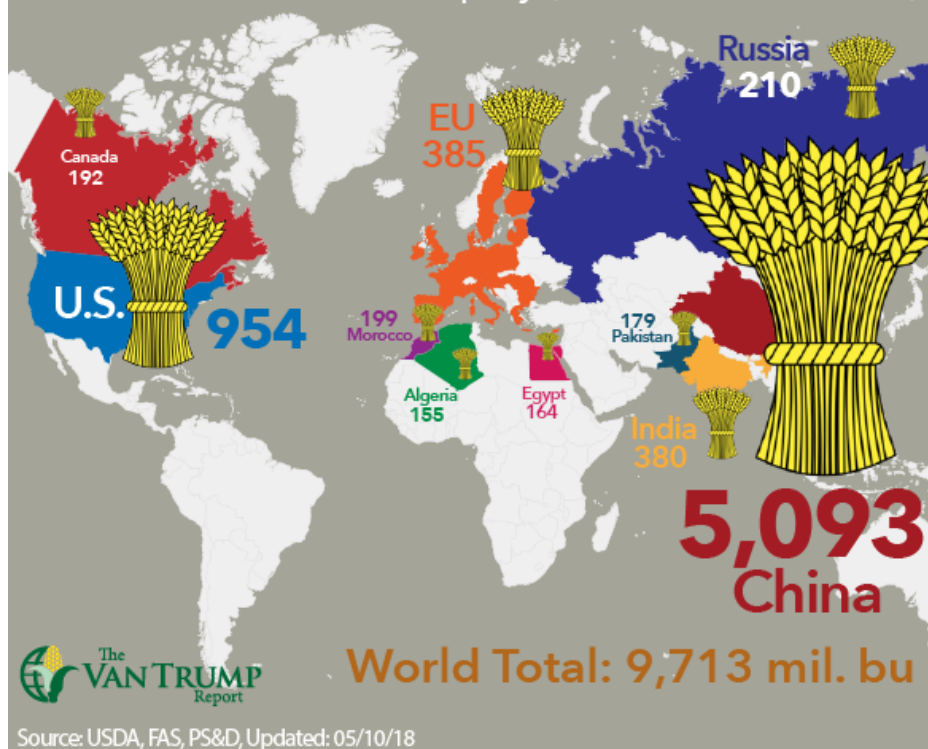 Russia
210
EU
385
Canada
192
U.S.
954
199
Morocco
179
Pakistan
Algeria
155
Egypt
164
India
380
5,093
China
The
VAN TRUMP
Report
World Total: 9,713 mil. bu
Source: USDA, FAS, PS&D, Updated: 05/10/18